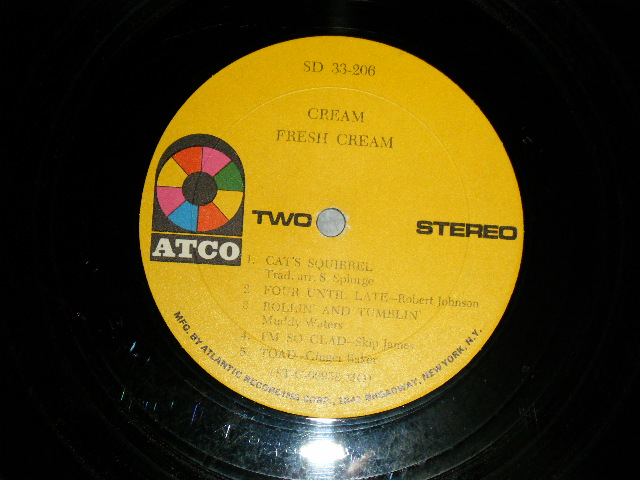 SD 33-206
CREAM
FRESH CREAM
ATCO
TWO
STEREO
1. CAT'S SQUIRREL
Trad. arr. S. Splurge
2. FOUR UNTIL LATE—Robert Johnson
3. ROLLIN' AND TUMBLIN'
Muddy Waters
4. I'M SO GLAD—Skip James
5. TOAD—Ginger Baker
MFG. BY ATLANTIC RECORDING CORP., 1841 BROADWAY, NEW YORK, N.Y.